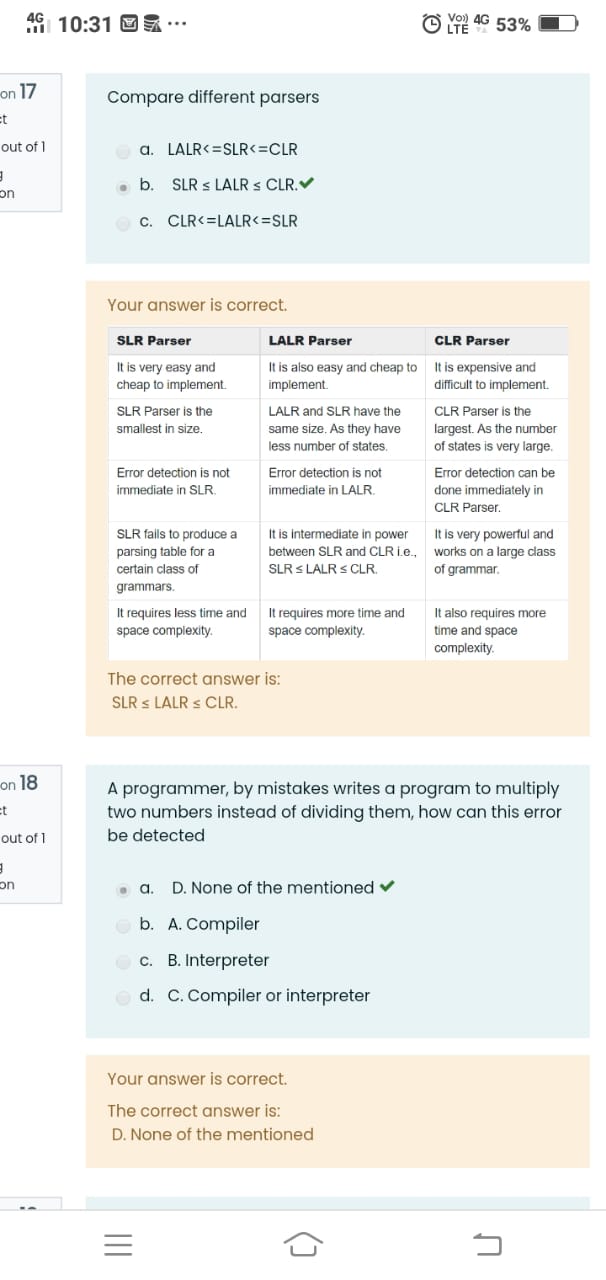 4G 10:31 ... Vo)) 4G LTE 53%
on 17
out of 1
on
Compare different parsers
a. LALR<=SLR<=CLR
b. SLR ≤ LALR ≤ CLR.
c. CLR<=LALR<=SLR
Your answer is correct.
SLR Parser LALR Parser CLR Parser
It is very easy and It is also easy and cheap to It is expensive and
cheap to implement. implement. difficult to implement.
SLR Parser is the LALR and SLR have the CLR Parser is the
smallest in size. same size. As they have largest. As the number
less number of states. of states is very large.
Error detection is not Error detection is not Error detection can be
immediate in SLR. immediate in LALR. done immediately in
CLR Parser.
SLR fails to produce a It is intermediate in power It is very powerful and
parsing table for a between SLR and CLR i.e., works on a large class
certain class of SLR ≤ LALR ≤ CLR. of grammar.
grammars.
It requires less time and It requires more time and It also requires more
space complexity. space complexity. time and space
complexity.
The correct answer is:
SLR ≤ LALR ≤ CLR.
on 18
out of 1
on
A programmer, by mistakes writes a program to multiply
two numbers instead of dividing them, how can this error
be detected
a. D. None of the mentioned
b. A. Compiler
c. B. Interpreter
d. C. Compiler or interpreter
Your answer is correct.
The correct answer is:
D. None of the mentioned